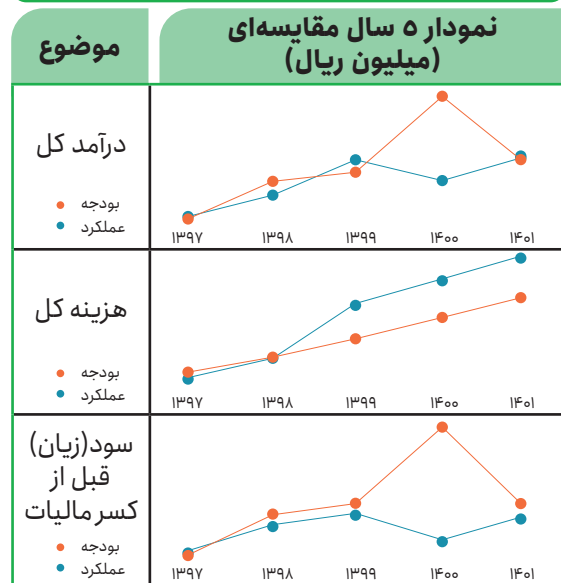 موضوع
نمودار ۵ سال مقایسه‌ای
(میلیون ریال)
درآمد کل
بودجه
عملکرد
۱۳۹۷ ۱۳۹۸ ۱۳۹۹ ۱۴۰۰ ۱۴۰۱
هزینه کل
بودجه
عملکرد
۱۳۹۷ ۱۳۹۸ ۱۳۹۹ ۱۴۰۰ ۱۴۰۱
سود(زیان)
قبل از
کسر مالیات
بودجه
عملکرد
۱۳۹۷ ۱۳۹۸ ۱۳۹۹ ۱۴۰۰ ۱۴۰۱